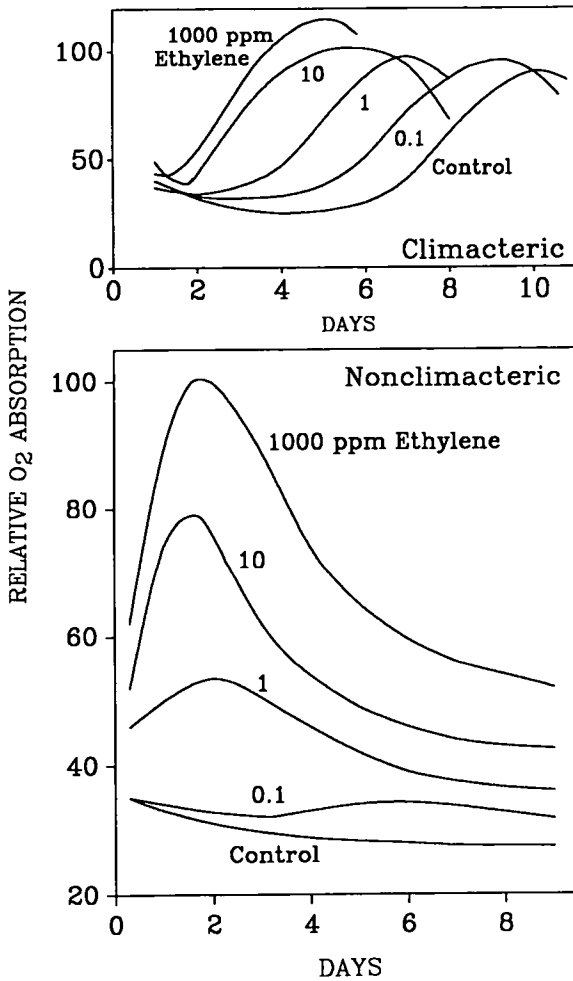 1000 ppm
Ethylene
10
1
0.1
Control
Climacteric
100
50
0
0 2 4 6 8 10
DAYS
RELATIVE O₂ ABSORPTION
Nonclimacteric
1000 ppm Ethylene
10
1
0.1
Control
100
80
60
40
20
0 2 4 6 8
DAYS